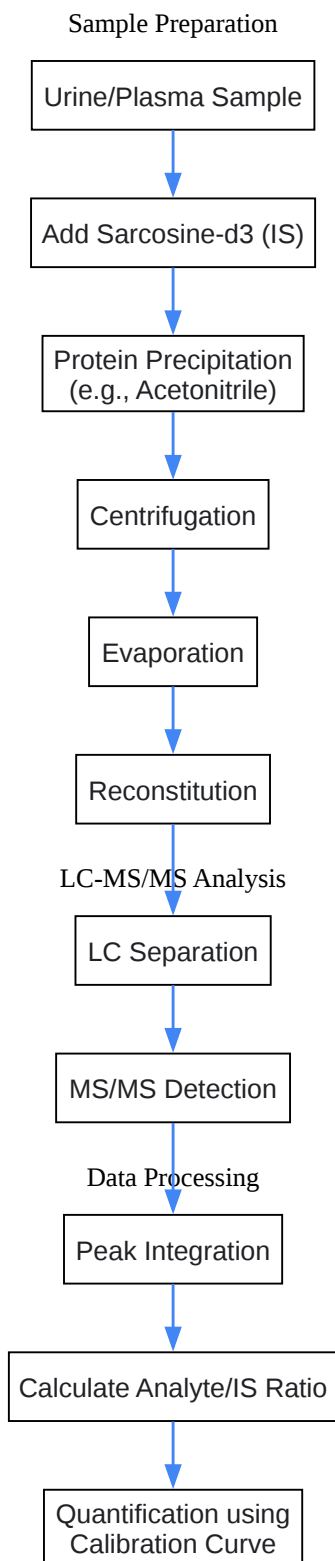 Sample Preparation
Urine/Plasma Sample
Add Sarcosine-d3 (IS)
Protein Precipitation
(e.g., Acetonitrile)
Centrifugation
Evaporation
Reconstitution
LC-MS/MS Analysis
LC Separation
MS/MS Detection
Data Processing
Peak Integration
Calculate Analyte/IS Ratio
Quantification using
Calibration Curve